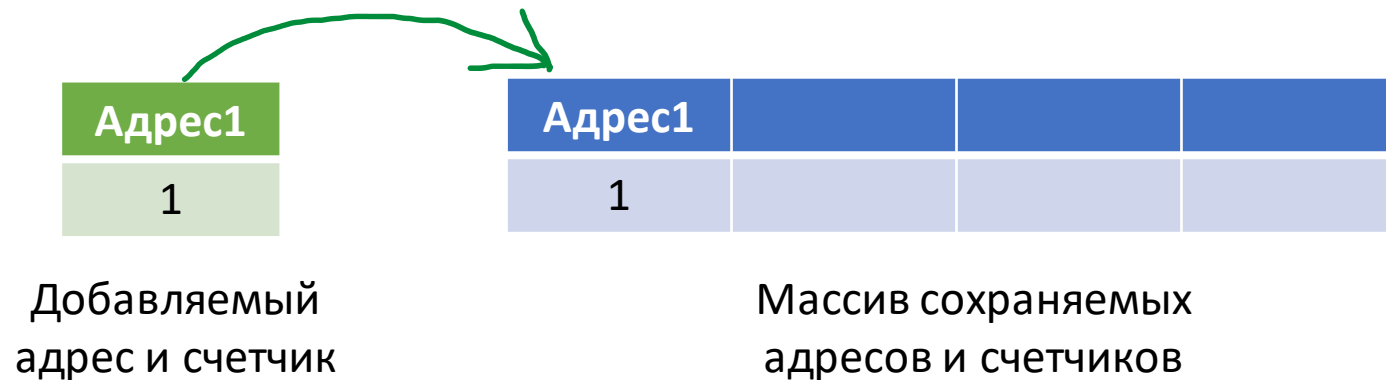 Адрес1
1
Адрес1
1
Добавляемый
адрес и счетчик
Массив сохраняемых
адресов и счетчиков